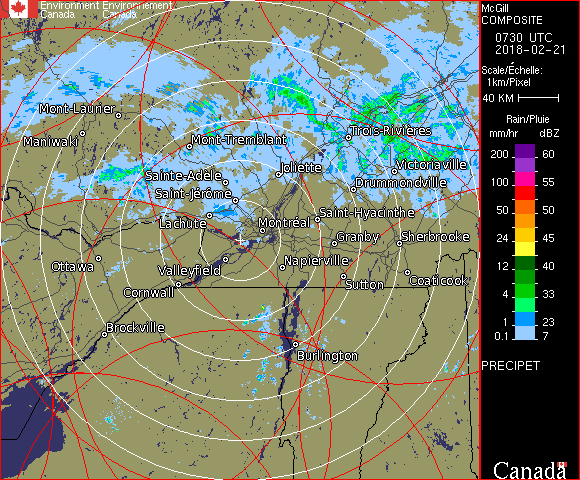 Environment Environnement
Canada Canada
McGill
COMPOSITE
0730 UTC
2018-02-21
Scale/Échelle:
1km/Pixel
40 KM
Rain/Pluie
mm/hr dBZ
200 60
150 57
100 55
50 50
24 45
12 40
4 33
1 23
0.1 7
PRECIPET
Canada
Mont-Laurier
Maniwaki
Mont-Tremblant
Trois-Rivières
Joliette
Victoriaville
Sainte-Adèle
Drummondville
Saint-Jérôme
Saint-Hyacinthe
Lachute
Montréal
Granby
Sherbrooke
Ottawa
Valleyfield
Napierville
Sutton
Coaticook
Cornwall
Brockville
Burlington